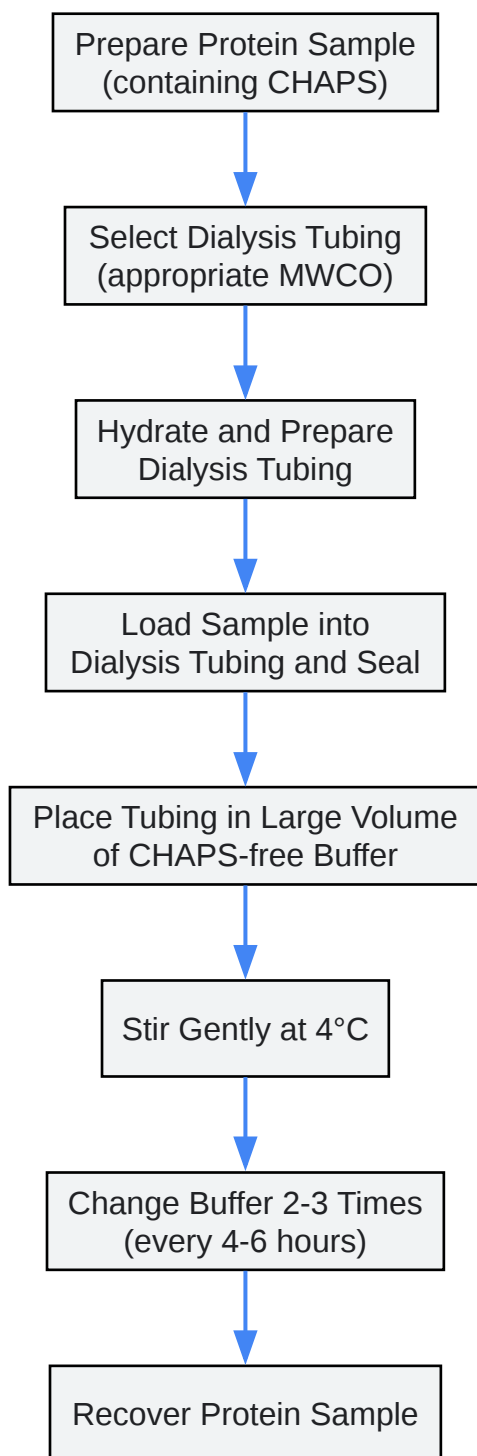 Prepare Protein Sample
(containing CHAPS)
Select Dialysis Tubing
(appropriate MWCO)
Hydrate and Prepare
Dialysis Tubing
Load Sample into
Dialysis Tubing and Seal
Place Tubing in Large Volume
of CHAPS-free Buffer
Stir Gently at 4°C
Change Buffer 2-3 Times
(every 4-6 hours)
Recover Protein Sample